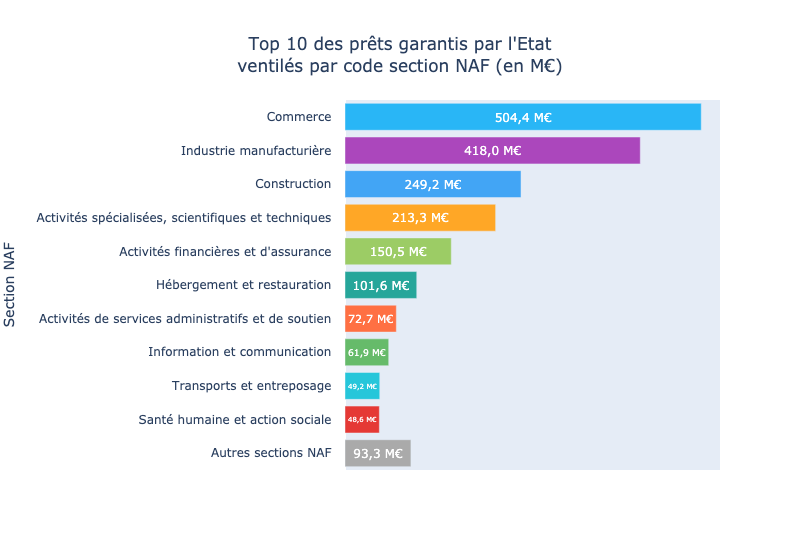 Top 10 des prêts garantis par l'Etat
ventilés par code section NAF (en M€)
Section NAF
Commerce 504,4 M€
Industrie manufacturière 418,0 M€
Construction 249,2 M€
Activités spécialisées, scientifiques et techniques 213,3 M€
Activités financières et d'assurance 150,5 M€
Hébergement et restauration 101,6 M€
Activités de services administratifs et de soutien 72,7 M€
Information et communication 61,9 M€
Transports et entreposage 49,2 M€
Santé humaine et action sociale 48,6 M€
Autres sections NAF 93,3 M€